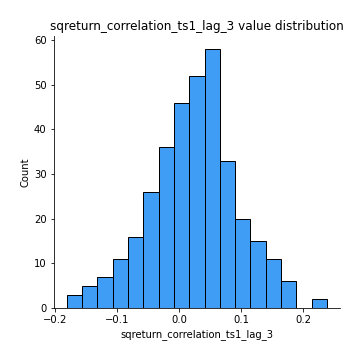 sqreturn_correlation_ts1_lag_3 value distribution
60
50
40
30
20
10
0
Count
−0.2 −0.1 0.0 0.1 0.2
sqreturn_correlation_ts1_lag_3